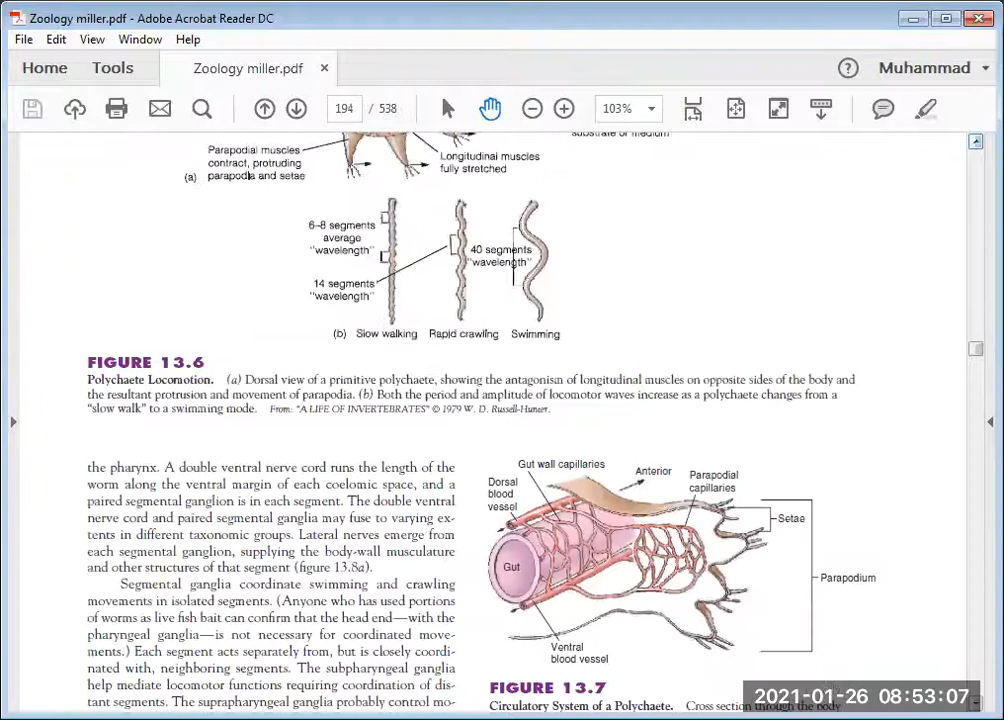 Zoology miller.pdf - Adobe Acrobat Reader DC
File Edit View Window Help
Home Tools Zoology miller.pdf × ? Muhammad
194 / 538 103%
substrate or medium
Parapodial muscles
contract, protruding
(a) parapodia and setae
Longitudinal muscles
fully stretched
6–8 segments
average
"wavelength"
14 segments
"wavelength"
40 segments
"wavelength"
(b) Slow walking Rapid crawling Swimming
FIGURE 13.6
Polychaete Locomotion. (a) Dorsal view of a primitive polychaete, showing the antagonism of longitudinal muscles on opposite sides of the body and
the resultant protrusion and movement of parapodia. (b) Both the period and amplitude of locomotor waves increase as a polychaete changes from a
"slow walk" to a swimming mode. From: "A LIFE OF INVERTEBRATES" © 1979 W. D. Russell-Hunter.
the pharynx. A double ventral nerve cord runs the length of the
worm along the ventral margin of each coelomic space, and a
paired segmental ganglion is in each segment. The double ventral
nerve cord and paired segmental ganglia may fuse to varying ex-
tents in different taxonomic groups. Lateral nerves emerge from
each segmental ganglion, supplying the body-wall musculature
and other structures of that segment (figure 13.8a).
Segmental ganglia coordinate swimming and crawling
movements in isolated segments. (Anyone who has used portions
of worms as live fish bait can confirm that the head end—with the
pharyngeal ganglia—is not necessary for coordinated move-
ments.) Each segment acts separately from, but is closely coordi-
nated with, neighboring segments. The subpharyngeal ganglia
help mediate locomotor functions requiring coordination of dis-
tant segments. The suprapharyngeal ganglia probably control mo-
Gut wall capillaries
Anterior
Parapodial
capillaries
Dorsal
blood
vessel
Setae
Gut
Parapodium
Ventral
blood vessel
FIGURE 13.7
Circulatory System of a Polychaete. Cross section through the body
2021-01-26 08:53:07